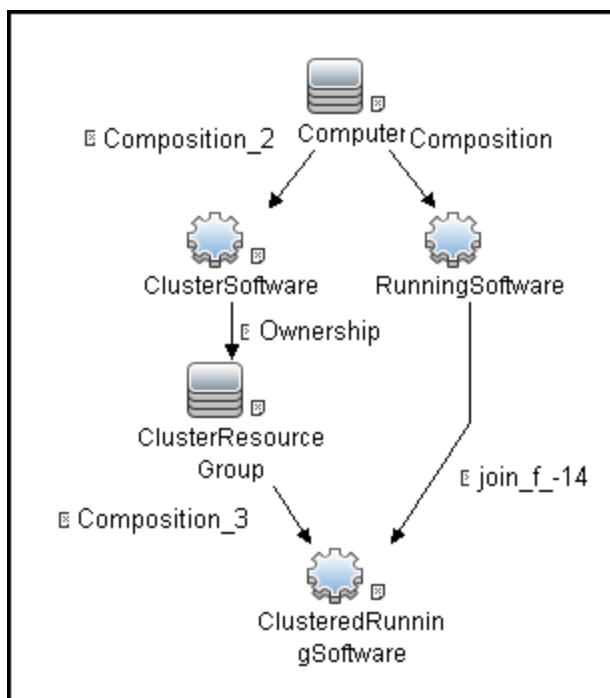 Composition_2
Computer
Composition
ClusterSoftware
RunningSoftware
Ownership
ClusterResource
Group
join_f_-14
Composition_3
ClusteredRunnin
gSoftware